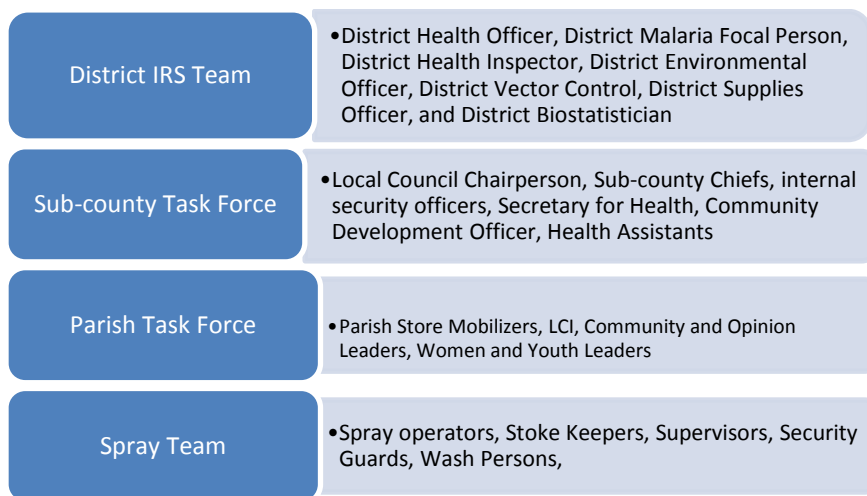 District IRS Team
•District Health Officer, District Malaria Focal Person,
District Health Inspector, District Environmental
Officer, District Vector Control, District Supplies
Officer, and District Biostatistician
Sub-county Task Force
•Local Council Chairperson, Sub-county Chiefs, internal
security officers, Secretary for Health, Community
Development Officer, Health Assistants
Parish Task Force
•Parish Store Mobilizers, LCI, Community and Opinion
Leaders, Women and Youth Leaders
Spray Team
•Spray operators, Stoke Keepers, Supervisors, Security
Guards, Wash Persons,